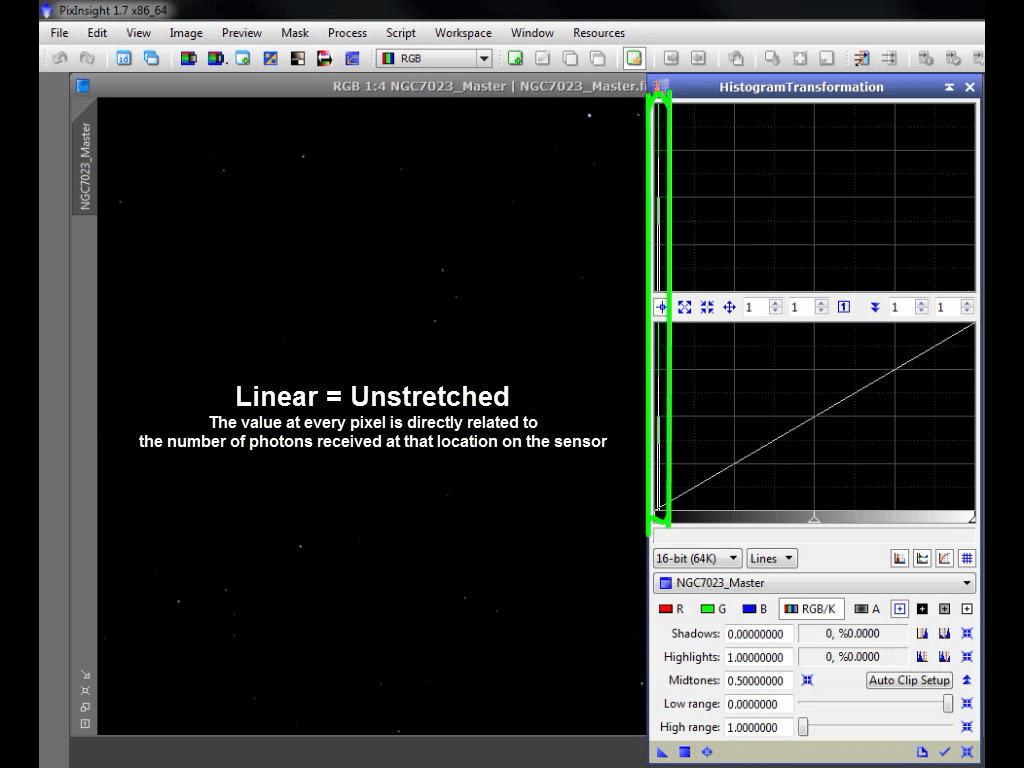 PixInsight 1.7 x86_64
File Edit View Image Preview Mask Process Script Workspace Window Resources
RGB
RGB 1:4 NGC7023_Master | NGC7023_Master.fi
HistogramTransformation
NGC7023_Master
1 1 1 1 1
Linear = Unstretched
The value at every pixel is directly related to
the number of photons received at that location on the sensor
16-bit (64K) Lines
NGC7023_Master
R G B RGB/K A
Shadows: 0.00000000 0, %0.0000
Highlights: 1.00000000 0, %0.0000
Midtones: 0.50000000 Auto Clip Setup
Low range: 0.0000000
High range: 1.0000000
1